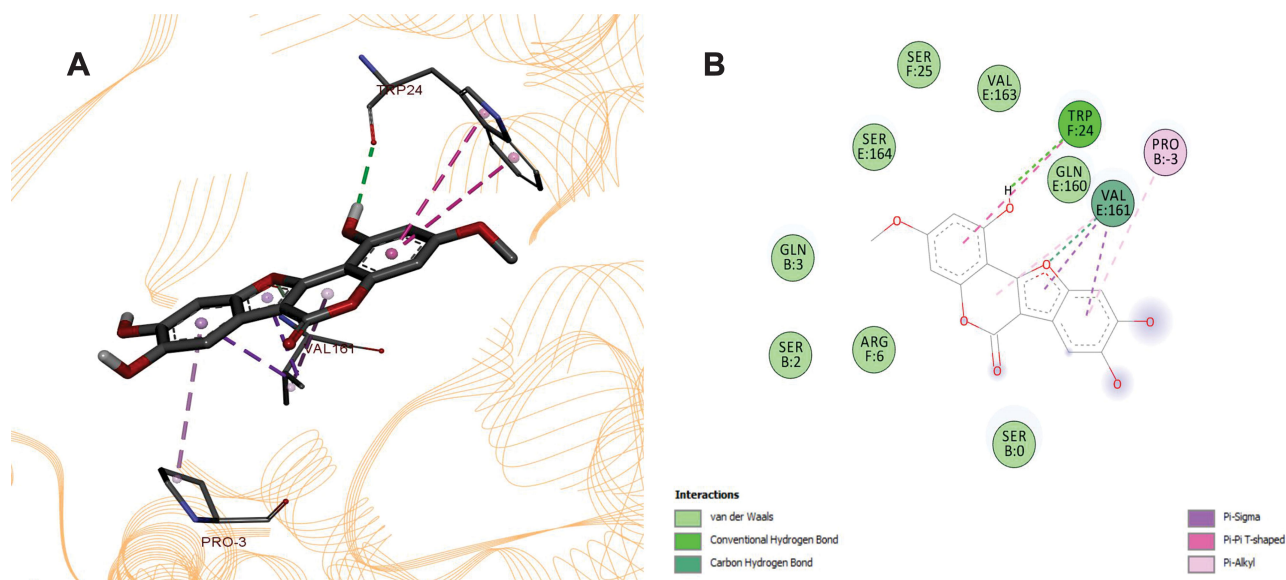 A
TRP24
VAL161
PRO-3
B
SER
F:25
VAL
E:163
TRP
F:24
PRO
B:-3
SER
E:164
GLN
E:160
VAL
E:161
H
O
O
O
GLN
B:3
O
O
SER
B:2
ARG
F:6
O
O
SER
B:0
Interactions
van der Waals
Conventional Hydrogen Bond
Carbon Hydrogen Bond
Pi-Sigma
Pi-Pi T-shaped
Pi-Alkyl